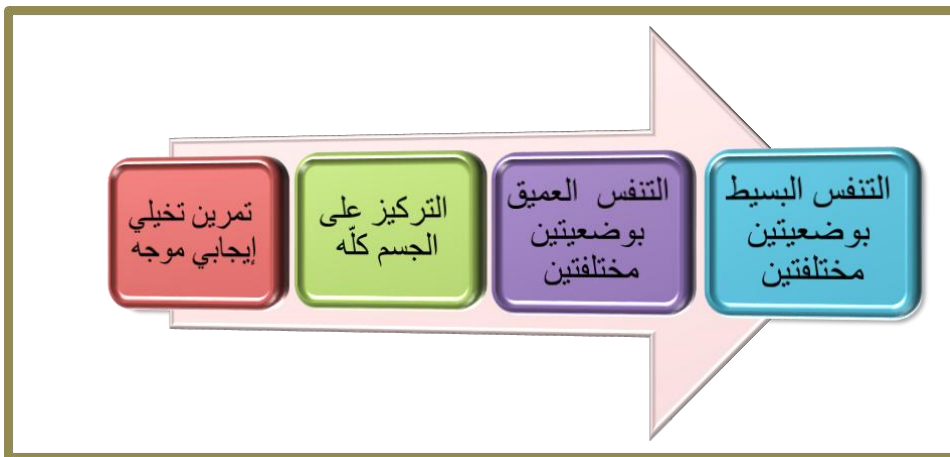 التنفس البسيط
بوضعيتين
مختلفتين
التنفس العميق
بوضعيتين
مختلفتين
التركيز على
الجسم كلّه
تمرين تخيلي
إيجابي موجه